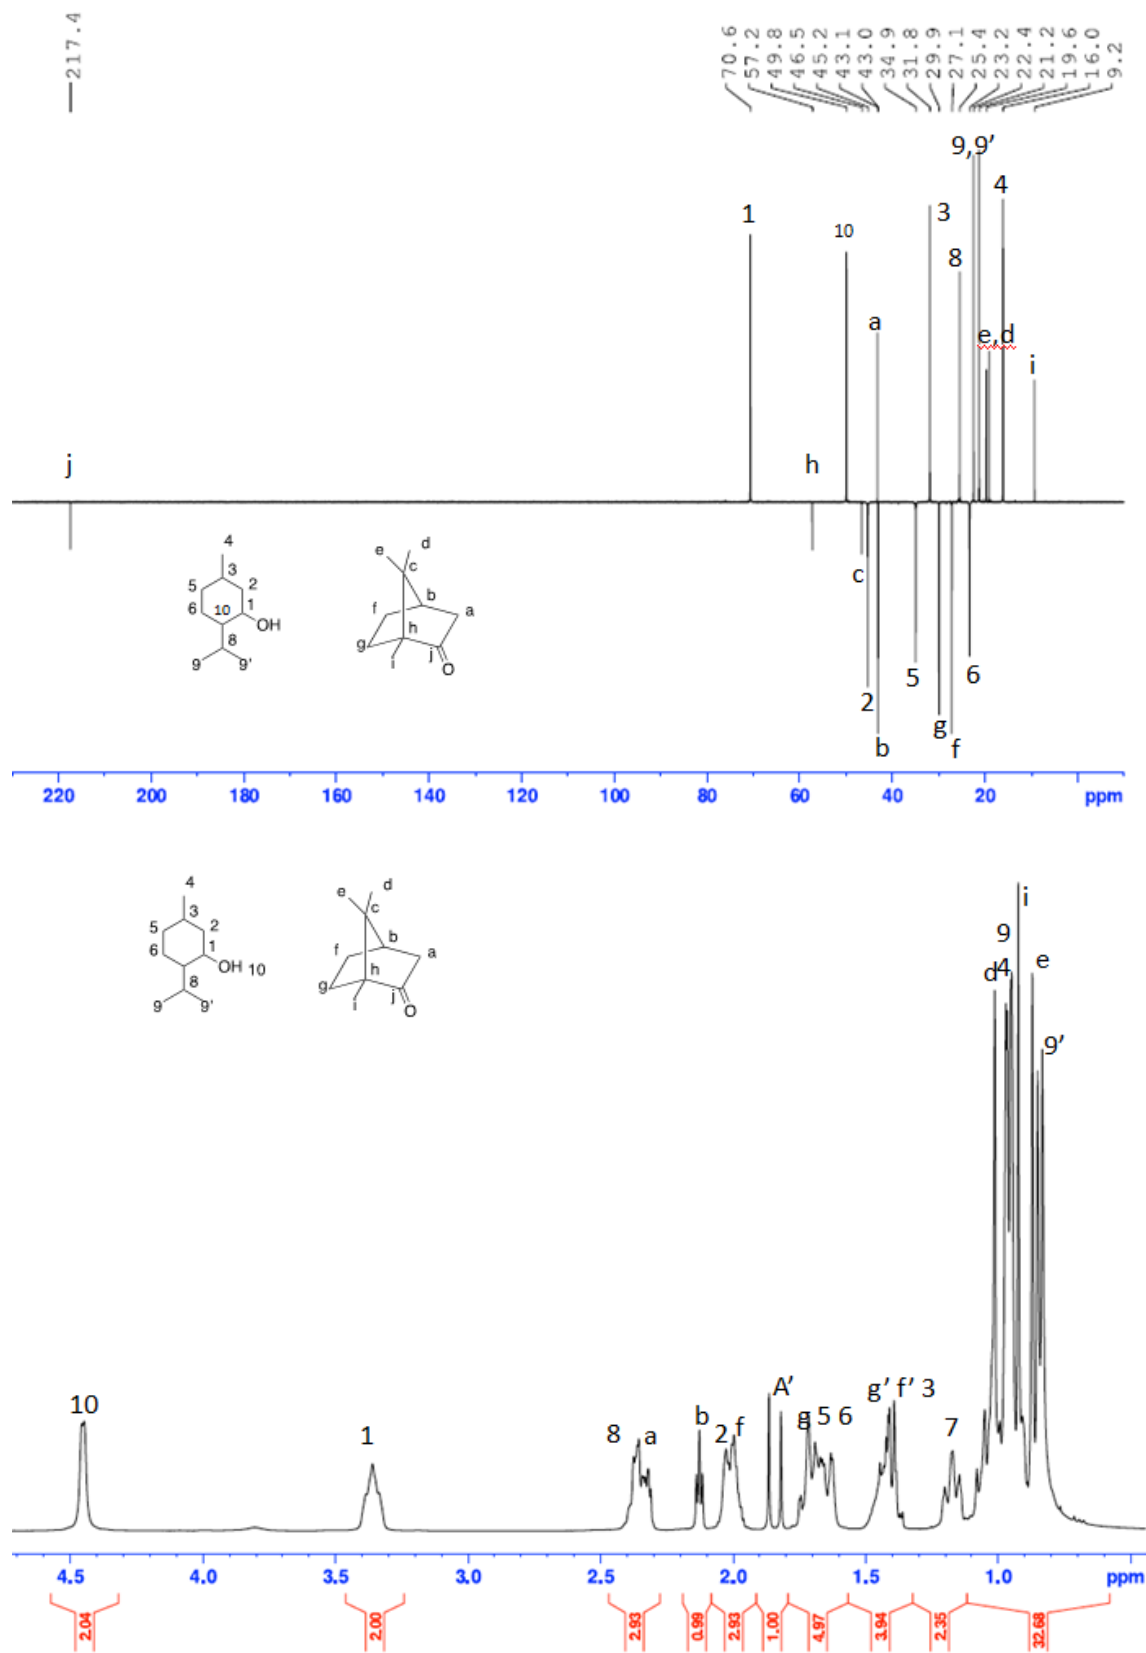 217.4
70.6
57.2
49.8
46.5
45.2
43.1
43.0
34.9
31.8
29.9
27.1
25.4
23.2
22.4
21.2
19.6
16.0
9.2
9,9’
4
1
3
10
8
a
e,d
i
j
h
4
3
5
2
6
10
1
OH
8
9
9'
e
d
c
b
f
a
g
h
i
j
O
c
5
6
2
g
b
f
220 200 180 160 140 120 100 80 60 40 20 ppm
4
3
5
2
6
1
OH 10
8
9
9'
e
d
c
b
f
a
g
h
i
j
O
i
9
d4
e
9’
10
1
8
a
b
2
f
A’
g 5 6
g’ f’ 3
7
4.5 4.0 3.5 3.0 2.5 2.0 1.5 1.0 ppm
2.04
2.00
2.93
0.99
2.93
1.00
4.97
3.94
2.35
32.68